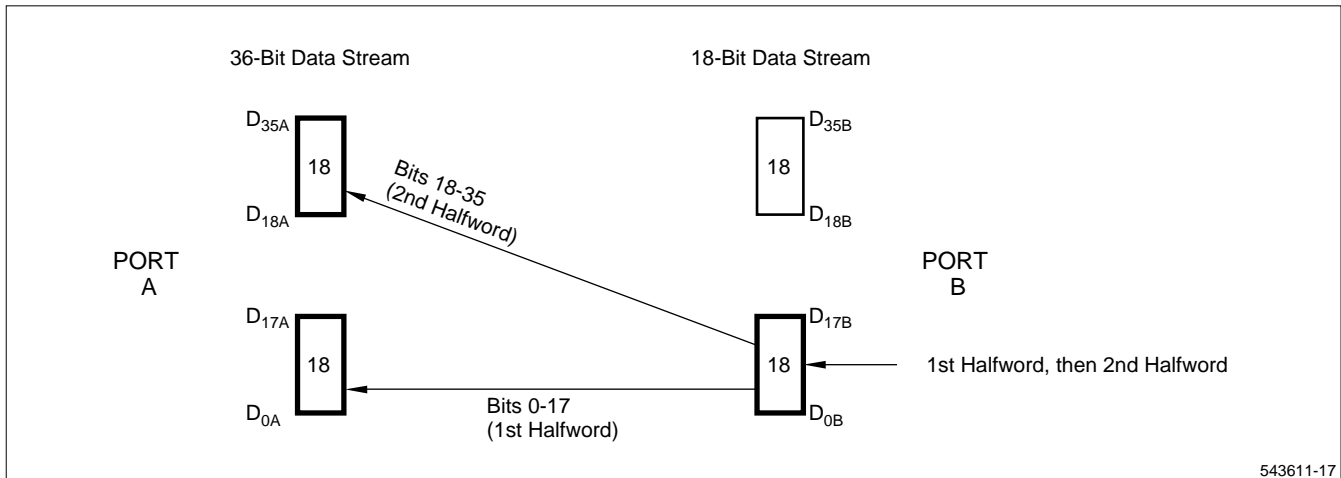 36-Bit Data Stream
18-Bit Data Stream
D35A
D35B
18
18
Bits 18-35
(2nd Halfword)
D18A
D18B
PORT
A
PORT
B
D17A
D17B
18
18
1st Halfword, then 2nd Halfword
Bits 0-17
(1st Halfword)
D0A
D0B
543611-17